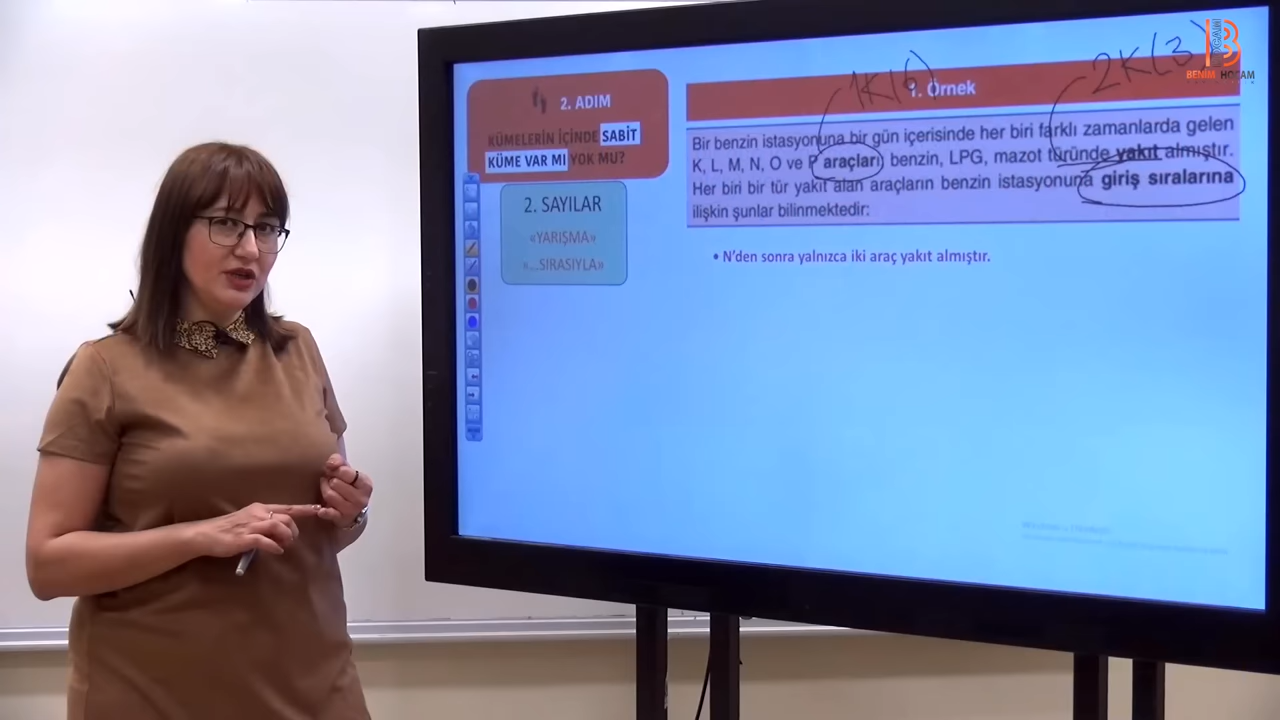 BENİM HOCAM
1K(6)
2K(3)
2. ADIM
KÜMELERİN İÇİNDE SABİT
KÜME VAR MI YOK MU?
2. SAYILAR
«YARIŞMA»
«...SIRASIYLA»
1. Örnek
Bir benzin istasyonuna bir gün içerisinde her biri farklı zamanlarda gelen
K, L, M, N, O ve P araçları benzin, LPG, mazot türünde yakıt almıştır.
Her biri bir tür yakıt alan araçların benzin istasyonuna giriş sıralarına
ilişkin şunlar bilinmektedir:
• N'den sonra yalnızca iki araç yakıt almıştır.